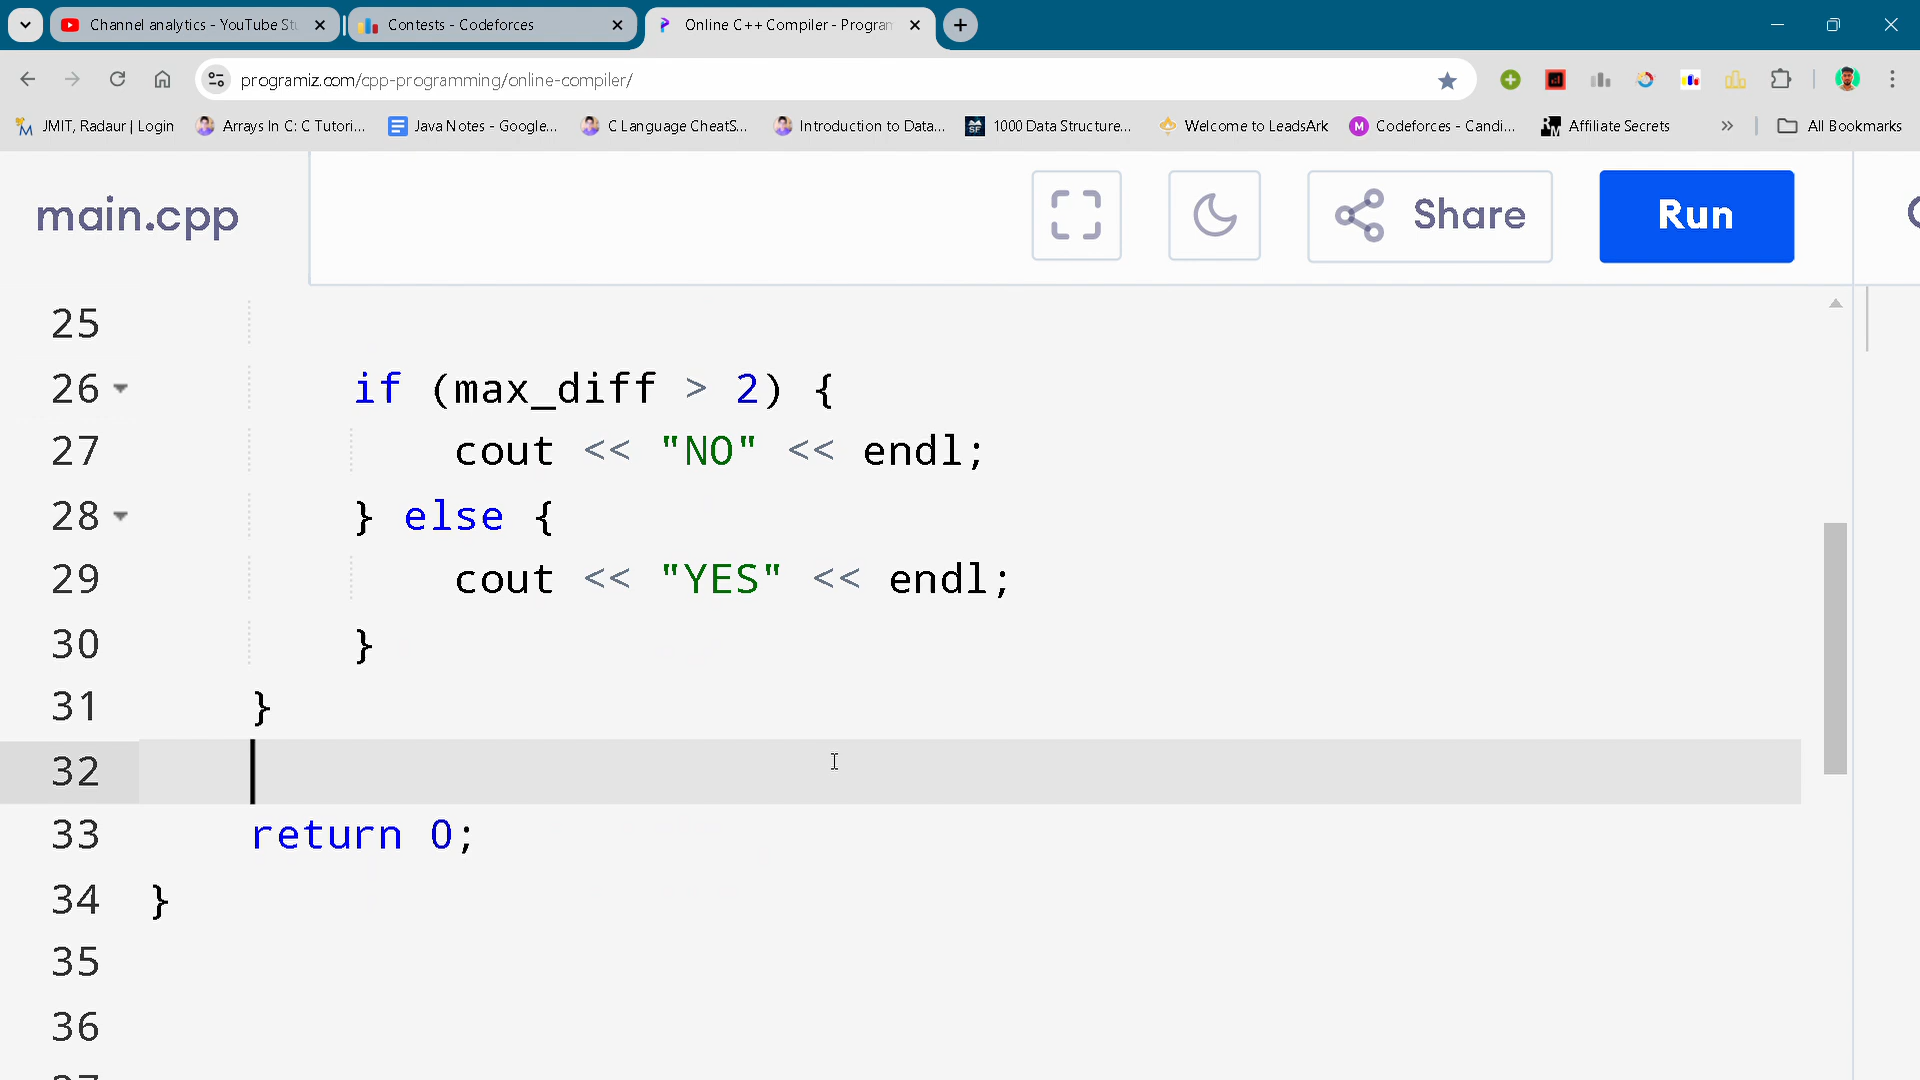 Channel analytics - YouTube St
Contests - Codeforces
Online C++ Compiler - Program
programiz.com/cpp-programming/online-compiler/
JMIT, Radaur | Login
Arrays In C: C Tutori...
Java Notes - Google...
C Language CheatS...
Introduction to Data...
1000 Data Structure...
Welcome to LeadsArk
Codeforces - Candi...
Affiliate Secrets
All Bookmarks
main.cpp
Share
Run
25
26 if (max_diff > 2) {
27 cout << "NO" << endl;
28 } else {
29 cout << "YES" << endl;
30 }
31 }
32
33 return 0;
34 }
35
36